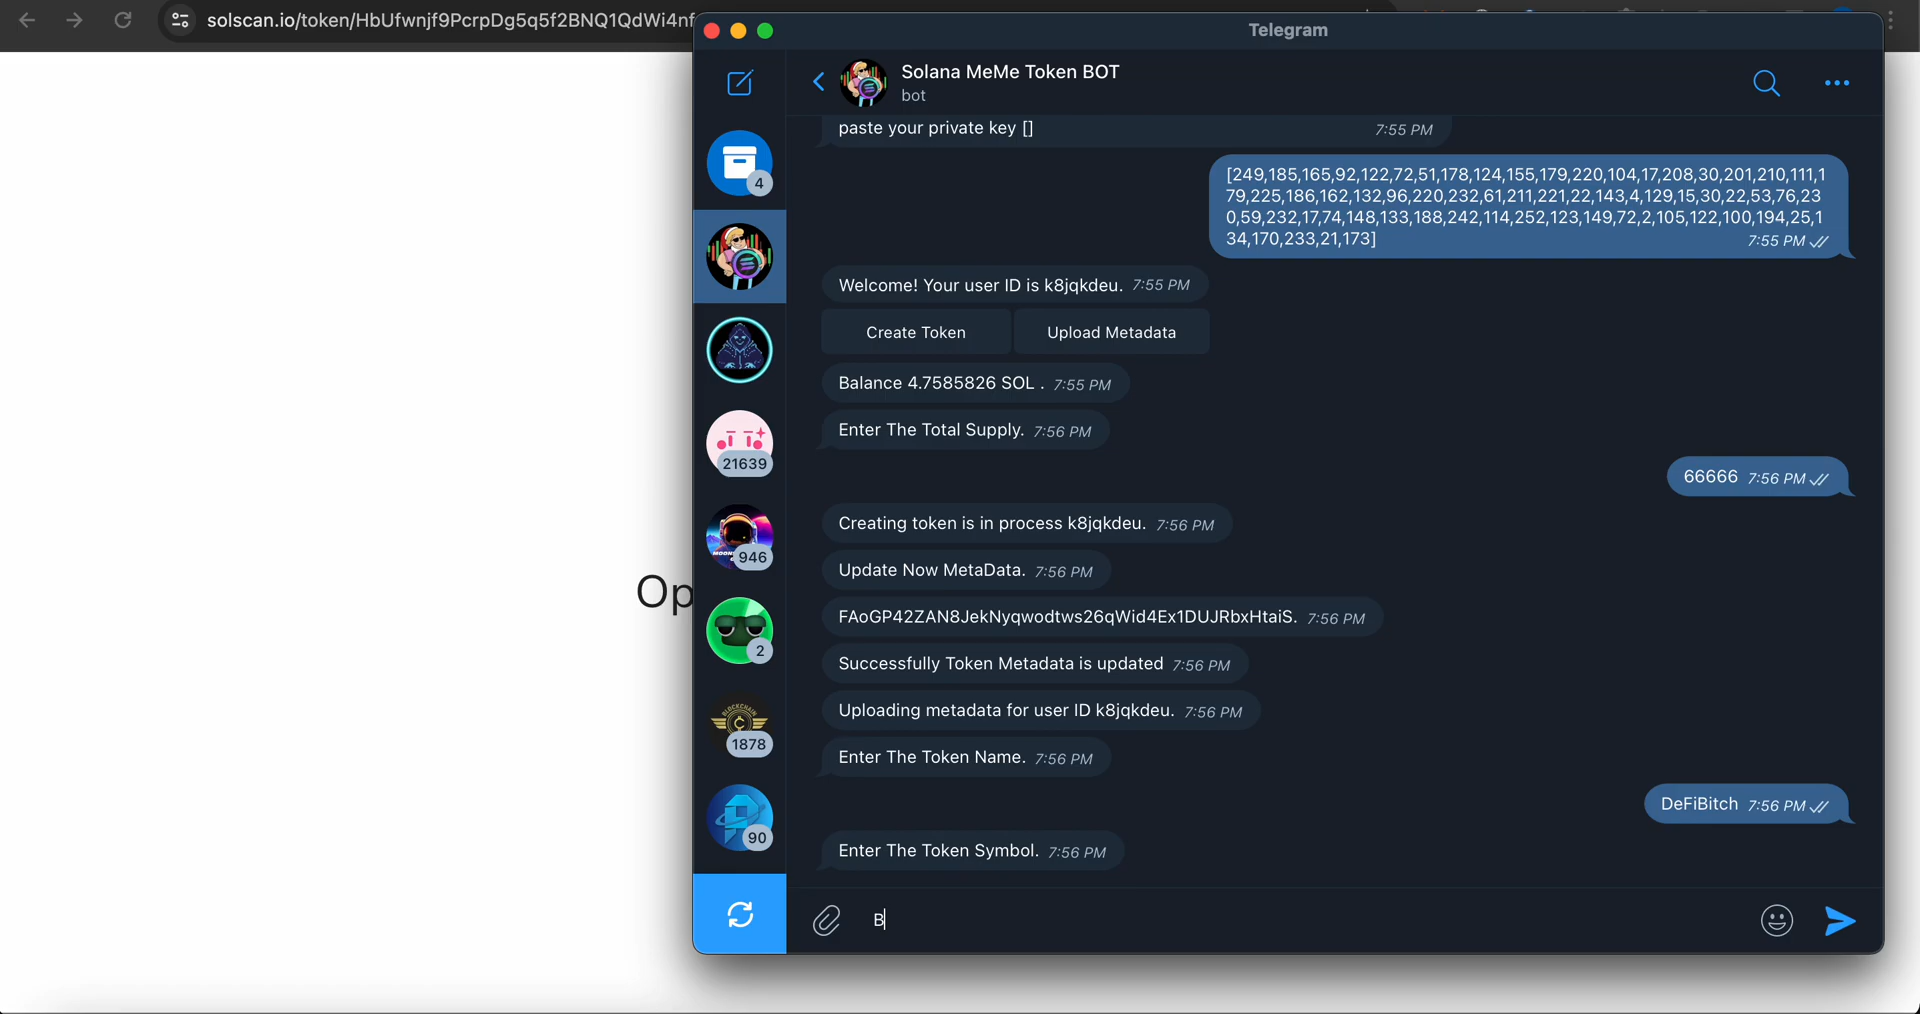 solscan.io/token/HbUfwnjf9PcrpDg5q5f2BNQ1QdWi4nf
Telegram
Solana MeMe Token BOT
bot
paste your private key [] 7:55 PM
[249,185,165,92,122,72,51,178,124,155,179,220,104,17,208,30,201,210,111,1
79,225,186,162,132,96,220,232,61,211,221,22,143,4,129,15,30,22,53,76,23
0,59,232,17,74,148,133,188,242,114,252,123,149,72,2,105,122,100,194,25,1
34,170,233,21,173] 7:55 PM
Welcome! Your user ID is k8jqkdeu. 7:55 PM
Create Token Upload Metadata
Balance 4.7585826 SOL . 7:55 PM
Enter The Total Supply. 7:56 PM
66666 7:56 PM
Creating token is in process k8jqkdeu. 7:56 PM
Update Now MetaData. 7:56 PM
FAoGP42ZAN8JekNyqwodtws26qWid4Ex1DUJRbxHtaiS. 7:56 PM
Successfully Token Metadata is updated 7:56 PM
Uploading metadata for user ID k8jqkdeu. 7:56 PM
Enter The Token Name. 7:56 PM
DeFiBitch 7:56 PM
Enter The Token Symbol. 7:56 PM
B
4
21639
946
2
BLOCKCHAIN
1878
90
Op